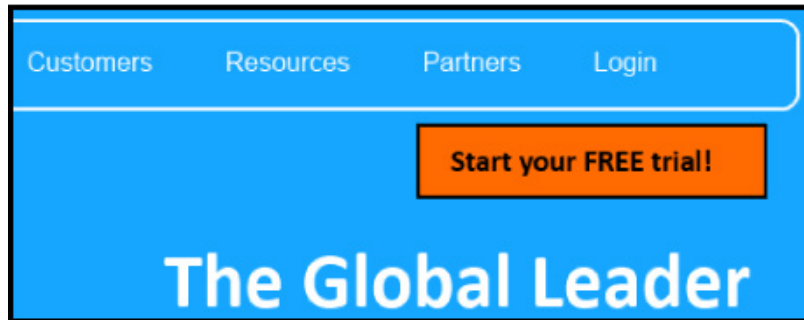 Customers Resources Partners Login
Start your FREE trial!
The Global Leader